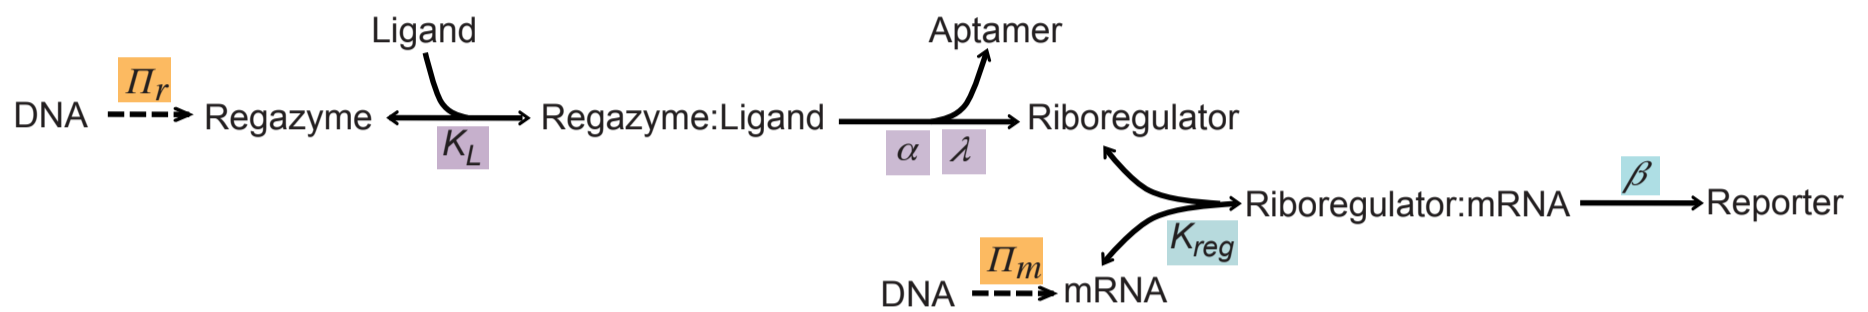 Ligand
Aptamer
DNA Πr Regazyme KL Regazyme:Ligand α λ Riboregulator
Riboregulator:mRNA β Reporter
Kreg
DNA Πm mRNA